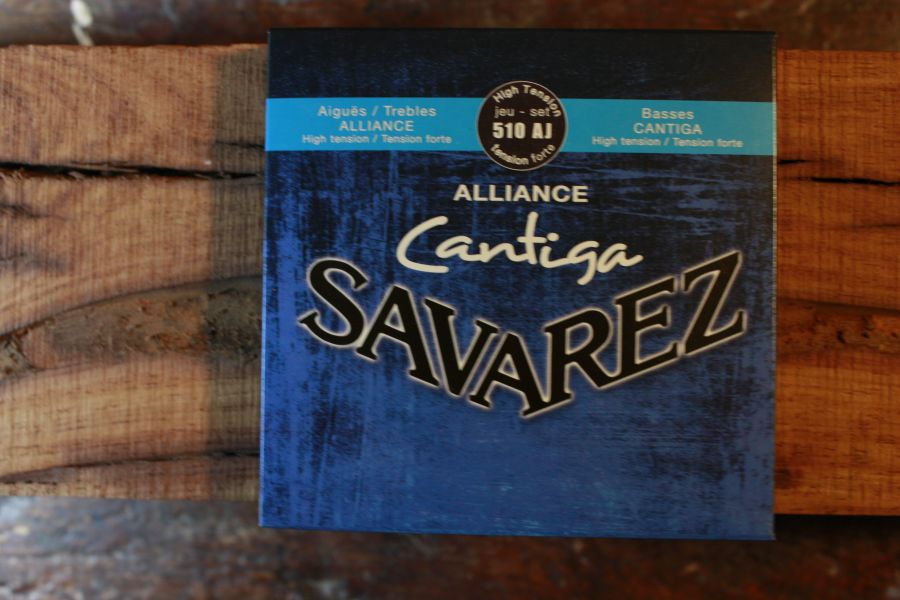 Aiguës / Trebles
ALLIANCE
High tension / Tension forte
High Tension
jeu - set
510 AJ
tension forte
Basses
CANTIGA
High tension / Tension forte
ALLIANCE
Cantiga
SAVAREZ